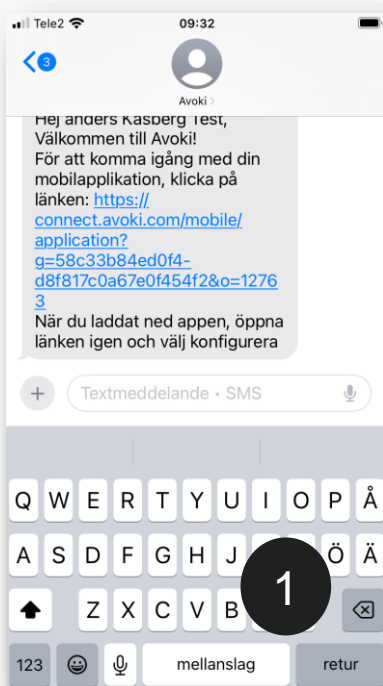 Tele2 09:32
3
Avoki >
Hej anders Kasberg Test,
Välkommen till Avoki!
För att komma igång med din
mobilapplikation, klicka på
länken: https://
connect.avoki.com/mobile/
application?
g=58c33b84ed0f4-
d8f817c0a67e0f454f2&o=1276
3
När du laddat ned appen, öppna
länken igen och välj konfigurera
+ Textmeddelande • SMS
Q W E R T Y U I O P Å
A S D F G H J Ö Ä
Z X C V B
1
123 mellanslag retur